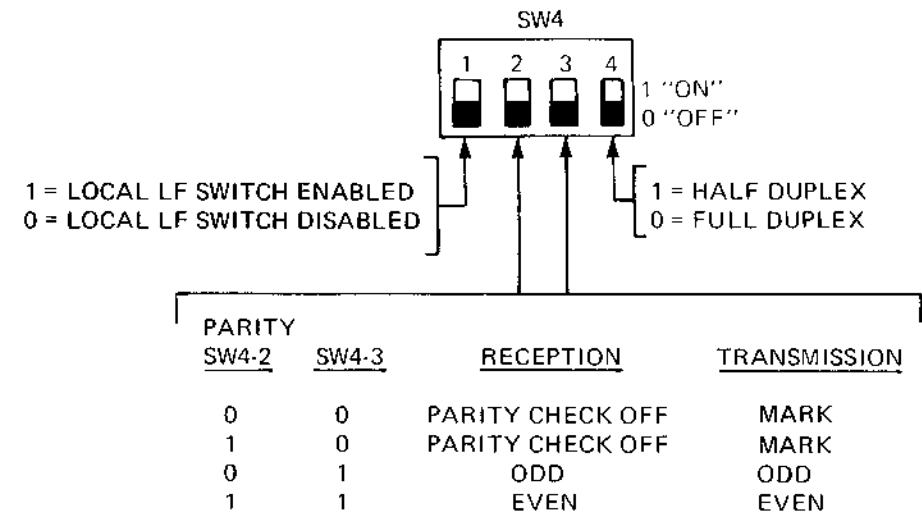 SW4
1 2 3 4
1 "ON"
0 "OFF"
1 = LOCAL LF SWITCH ENABLED
0 = LOCAL LF SWITCH DISABLED
1 = HALF DUPLEX
0 = FULL DUPLEX
PARITY
SW4-2 SW4-3 RECEPTION TRANSMISSION
0 0 PARITY CHECK OFF MARK
1 0 PARITY CHECK OFF MARK
0 1 ODD ODD
1 1 EVEN EVEN